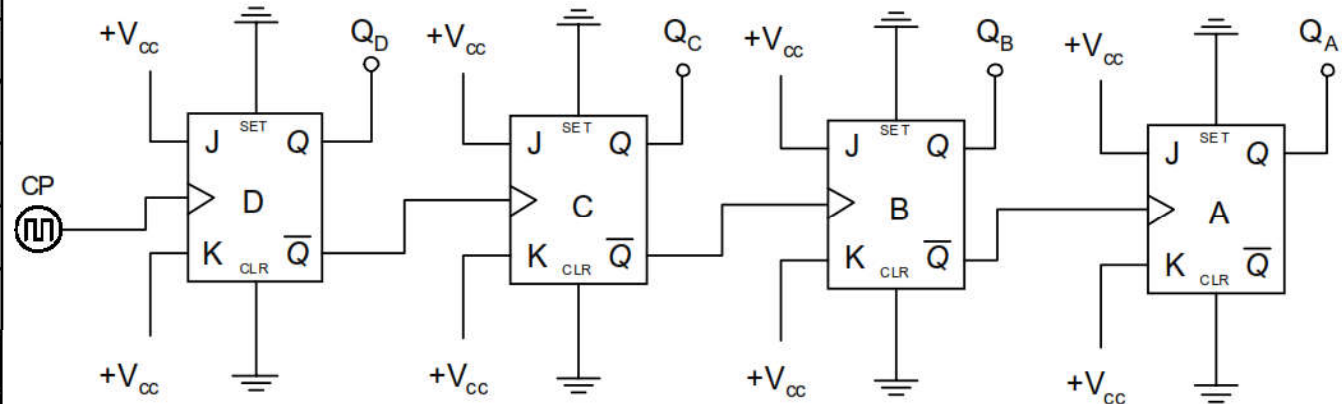 +Vcc QD +Vcc QC +Vcc QB +Vcc QA
SET SET SET SET
J Q J Q J Q J Q
CP
D C B A
K Q̅ K Q̅ K Q̅ K Q̅
CLR CLR CLR CLR
+Vcc +Vcc +Vcc +Vcc